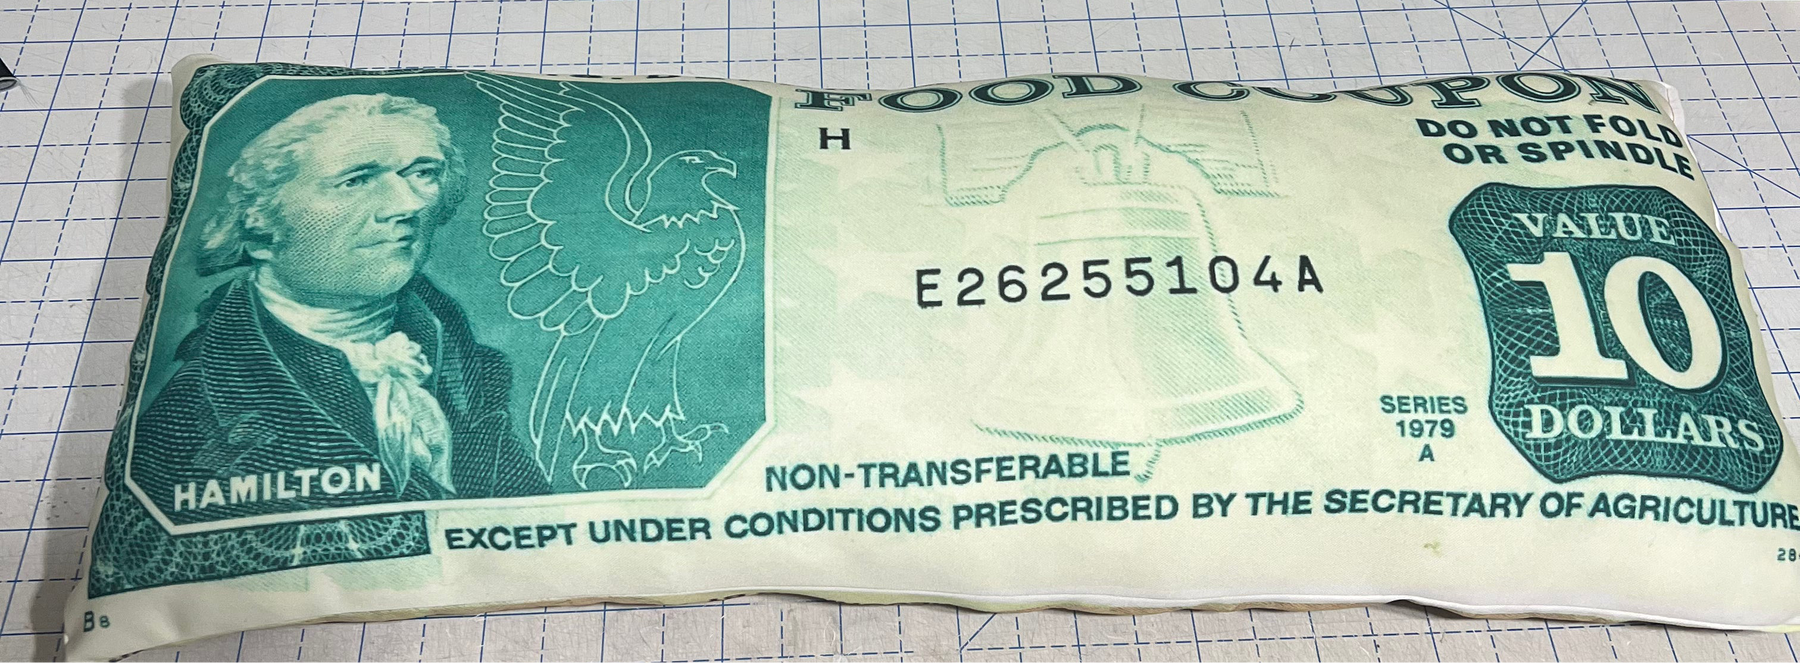 FOOD COUPON
H
DO NOT FOLD
OR SPINDLE
E26255104A
VALUE
10
DOLLARS
SERIES
1979
A
HAMILTON
NON-TRANSFERABLE
EXCEPT UNDER CONDITIONS PRESCRIBED BY THE SECRETARY OF AGRICULTURE
28
B8